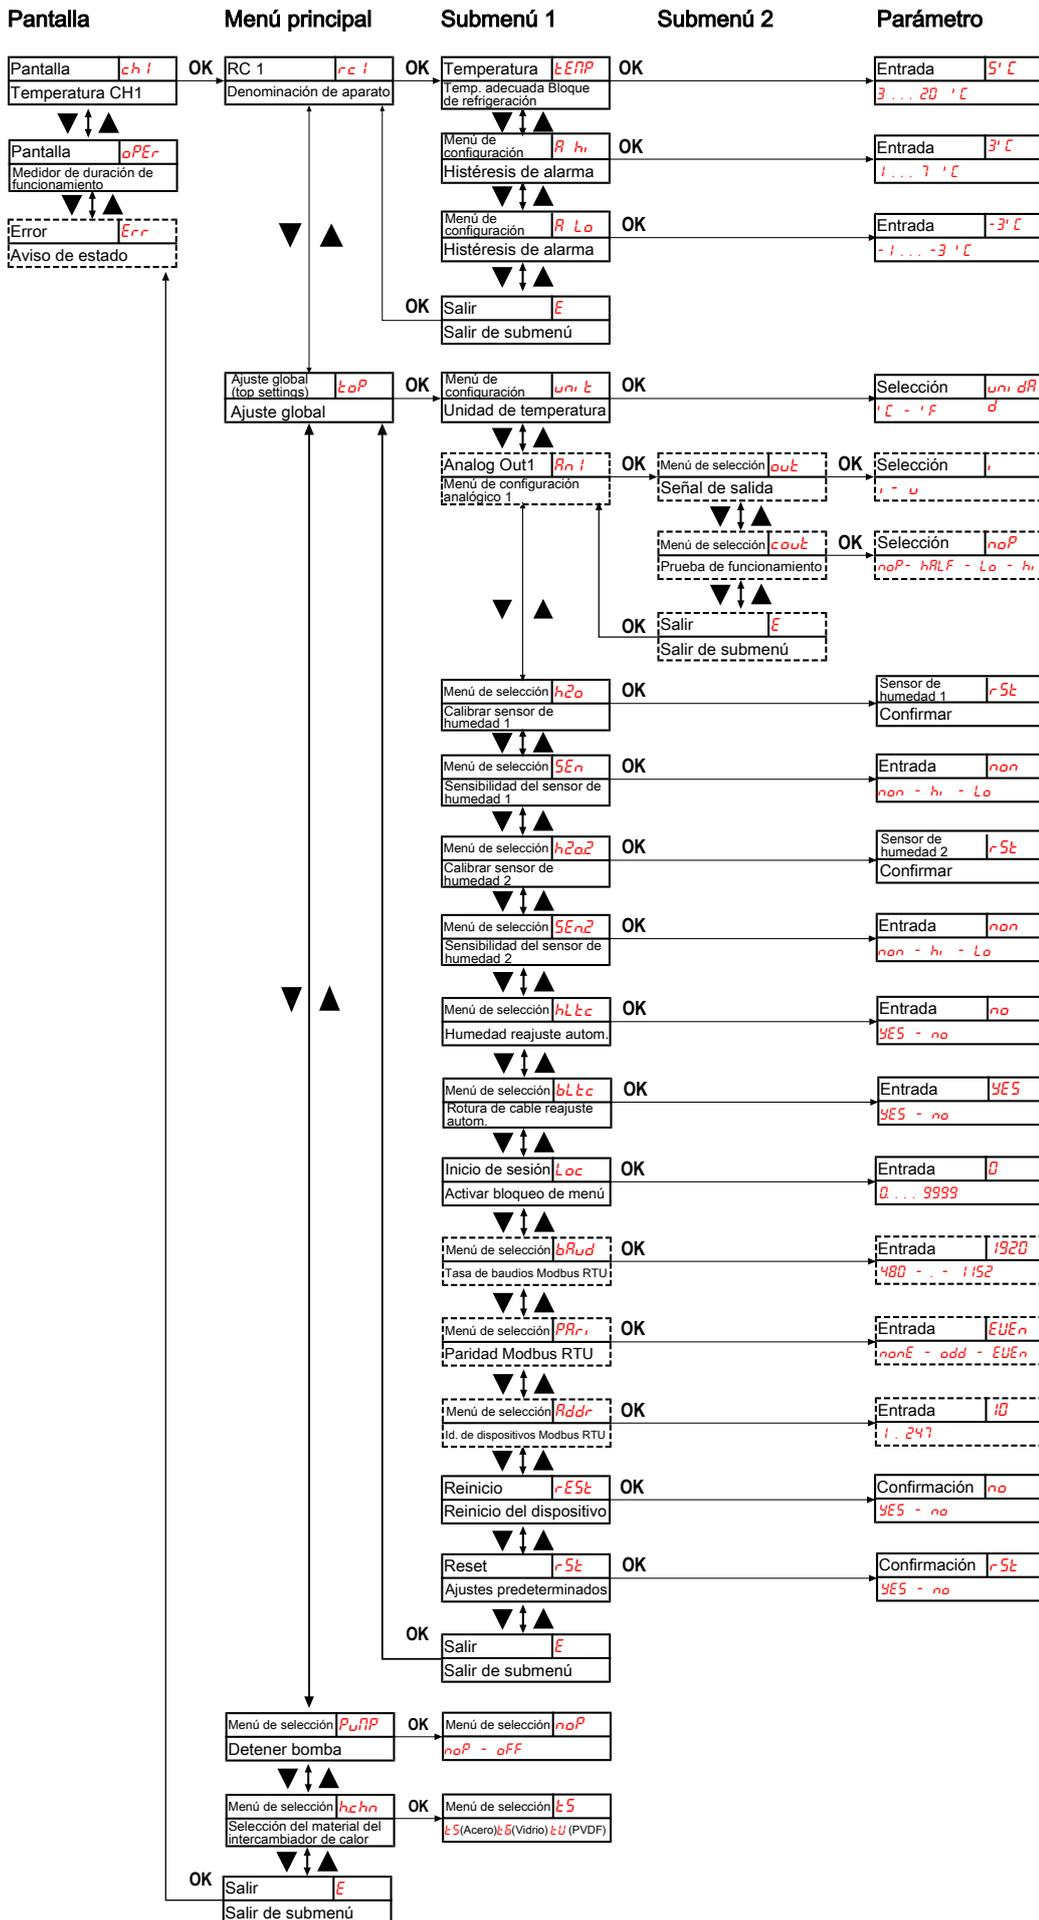 Pantalla Menú principal Submenú 1 Submenú 2 Parámetro
Pantalla ch1 OK RC 1 rc1 OK Temperatura tEMP OK Entrada 5°C
Temperatura CH1 Denominación de aparato Temp. adecuada Bloque
de refrigeración 3 ... 20 °C
Pantalla oPEr
Medidor de duración de
funcionamiento
Menú de
configuración A hi OK Entrada 3°C
Histéresis de alarma 1 ... 7 °C
Error Err
Aviso de estado
Menú de
configuración A Lo OK Entrada -3°C
Histéresis de alarma -1 ... -3 °C
OK Salir E
Salir de submenú
Ajuste global
(top settings) toP OK Menú de
configuración unit OK Selección unidA
d
Ajuste global Unidad de temperatura °C - °F
Analog Out1 An1 OK Menú de selección out OK Selección i
Menú de configuración
analógico 1 Señal de salida i - u
Menú de selección cout OK Selección noP
Prueba de funcionamiento noP- hALF - Lo - hi
OK Salir E
Salir de submenú
Menú de selección h2o OK Sensor de
humedad 1 rSt
Calibrar sensor de
humedad 1 Confirmar
Menú de selección SEn OK Entrada non
Sensibilidad del sensor de
humedad 1 non - hi - Lo
Menú de selección h2o.2 OK Sensor de
humedad 2 rSt
Calibrar sensor de
humedad 2 Confirmar
Menú de selección SEn.2 OK Entrada non
Sensibilidad del sensor de
humedad 2 non - hi - Lo
Menú de selección hLtc OK Entrada no
Humedad reajuste autom. YES - no
Menú de selección bLtc OK Entrada YES
Rotura de cable reajuste
autom. YES - no
Inicio de sesión Loc OK Entrada 0
Activar bloqueo de menú 0. ... 9999
Menú de selección bAud OK Entrada 1920
Tasa de baudios Modbus RTU 480 - . - 1152
Menú de selección PAri OK Entrada EUEn
Paridad Modbus RTU nonE - odd - EUEn
Menú de selección Addr OK Entrada 10
Id. de dispositivos Modbus RTU 1 . 247
Reinicio rESt OK Confirmación no
Reinicio del dispositivo YES - no
Reset rSt OK Confirmación rSt
Ajustes predeterminados YES - no
OK Salir E
Salir de submenú
Menú de selección PuMP OK Menú de selección noP
Detener bomba noP - oFF
Menú de selección h.chn OK Menú de selección tS
Selección del material del
intercambiador de calor tS(Acero)tG(Vidrio) tU (PVDF)
OK Salir E
Salir de submenú